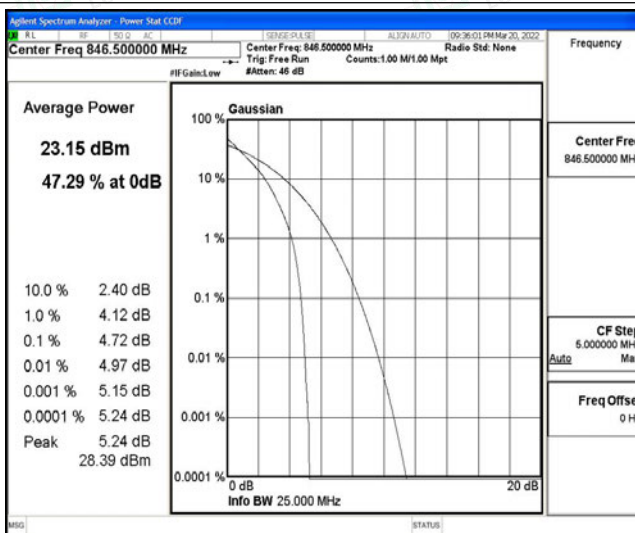 Agilent Spectrum Analyzer - Power Stat CCDF
RL RF 50 Ω AC SENSE:PULSE ALIGN AUTO 09:36:01 PM Mar 20, 2022
Center Freq 846.500000 MHz
Center Freq: 846.500000 MHz Radio Std: None
Trig: Free Run Counts:1.00 M/1.00 Mpt
#IFGain:Low #Atten: 46 dB
Frequency
Average Power
23.15 dBm
47.29 % at 0dB
10.0 % 2.40 dB
1.0 % 4.12 dB
0.1 % 4.72 dB
0.01 % 4.97 dB
0.001 % 5.15 dB
0.0001 % 5.24 dB
Peak 5.24 dB
28.39 dBm
Gaussian
100 %
10 %
1 %
0.1 %
0.01 %
0.001 %
0.0001 %
0 dB 20 dB
Info BW 25.000 MHz
Center Fre
846.500000 MH
CF Step
5.000000 MH
Auto Ma
Freq Offse
0 H
MSG STATUS